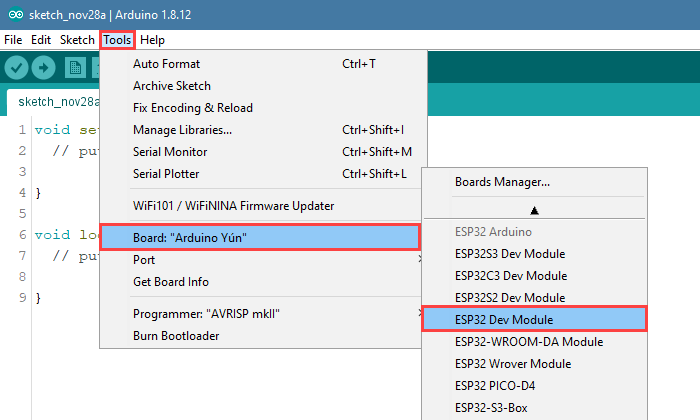 sketch_nov28a | Arduino 1.8.12
File Edit Sketch Tools Help
sketch_nov28a
1 void se
2 // pu
3
4 }
5
6 void lo
7 // pu
8
9 }
Auto Format Ctrl+T
Archive Sketch
Fix Encoding & Reload
Manage Libraries... Ctrl+Shift+I
Serial Monitor Ctrl+Shift+M
Serial Plotter Ctrl+Shift+L
WiFi101 / WiFiNINA Firmware Updater
Board: "Arduino Yún"
Port
Get Board Info
Programmer: "AVRISP mkII"
Burn Bootloader
Boards Manager...
ESP32 Arduino
ESP32S3 Dev Module
ESP32C3 Dev Module
ESP32S2 Dev Module
ESP32 Dev Module
ESP32-WROOM-DA Module
ESP32 Wrover Module
ESP32 PICO-D4
ESP32-S3-Box